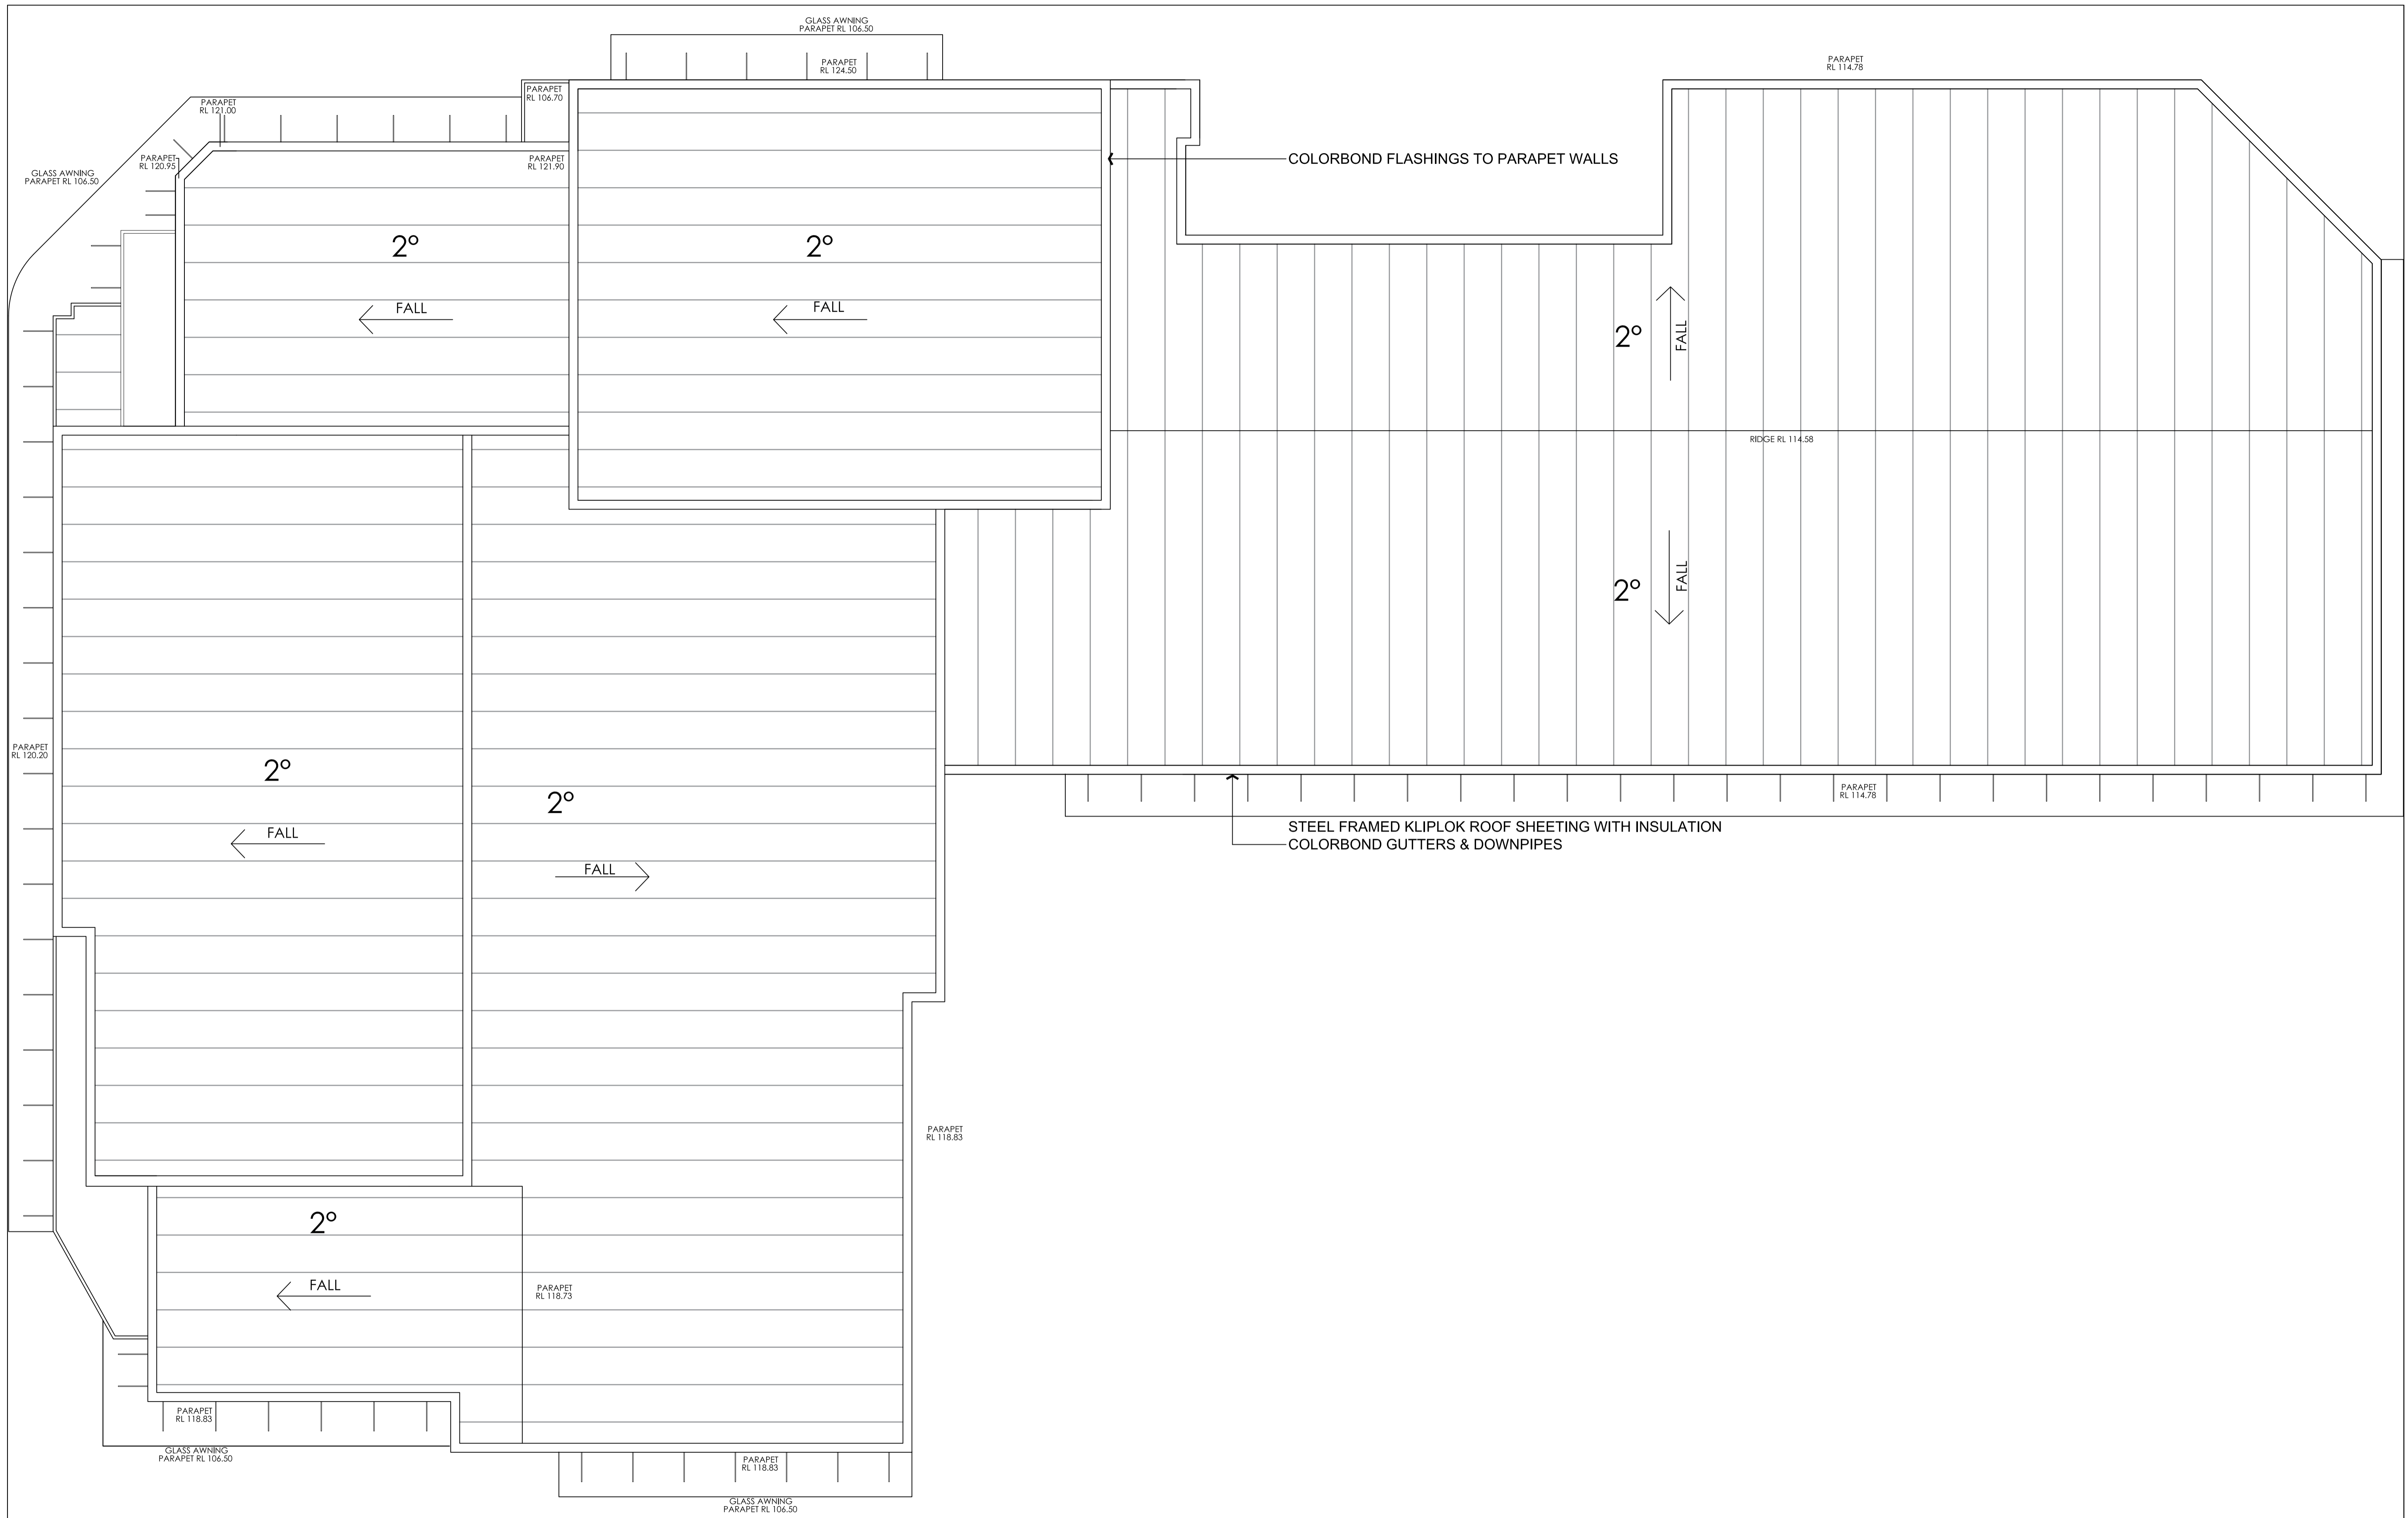 GLASS AWNING
PARAPET RL 106.50
PARAPET
RL 124.50
PARAPET
RL 114.78
PARAPET
RL 106.70
PARAPET
RL 121.00
PARAPET
RL 120.95
PARAPET
RL 121.90
COLORBOND FLASHINGS TO PARAPET WALLS
GLASS AWNING
PARAPET RL 106.50
2°
FALL
2°
FALL
2°
FALL
RIDGE RL 114.58
2°
FALL
PARAPET
RL 120.20
2°
FALL
2°
FALL
PARAPET
RL 114.78
STEEL FRAMED KLIPLOK ROOF SHEETING WITH INSULATION
COLORBOND GUTTERS & DOWNPIPES
PARAPET
RL 118.83
2°
FALL
PARAPET
RL 118.73
PARAPET
RL 118.83
GLASS AWNING
PARAPET RL 106.50
PARAPET
RL 118.83
GLASS AWNING
PARAPET RL 106.50